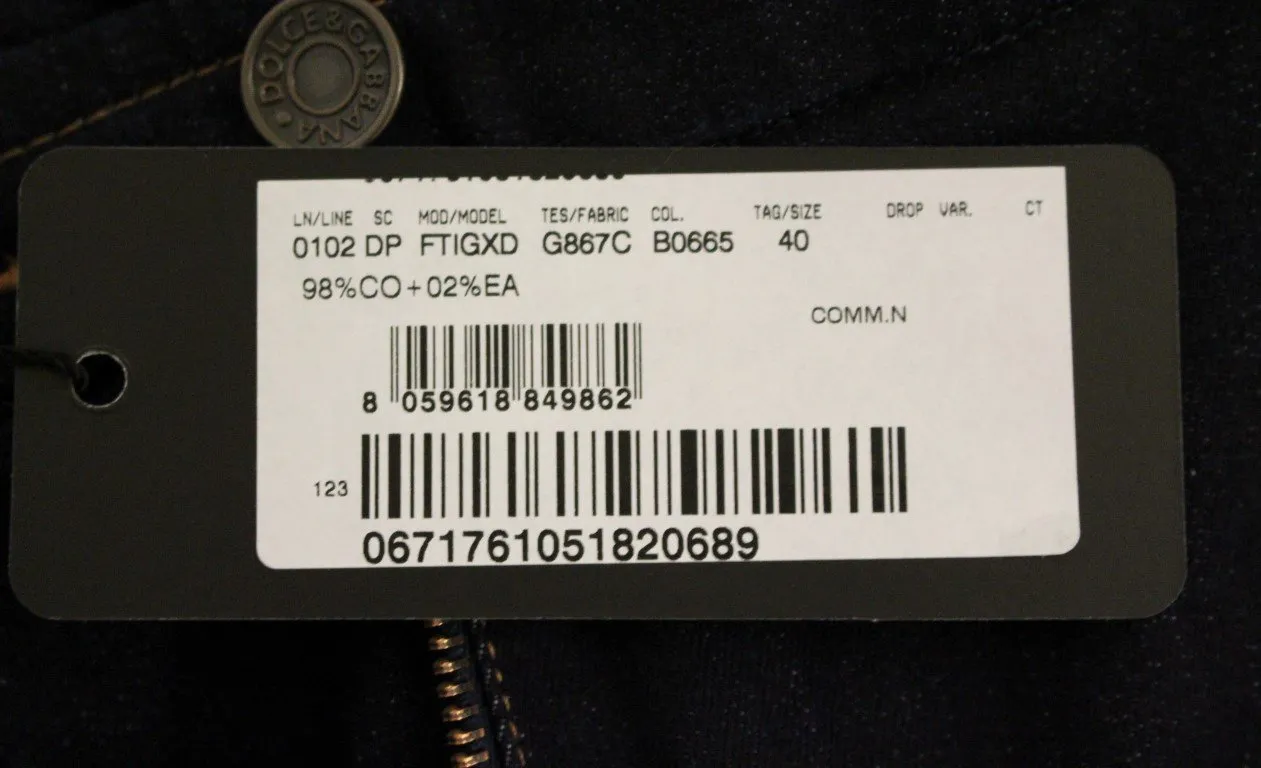 DOLCE&GABBANA
LN/LINE SC MOD/MODEL TES/FABRIC COL. TAG/SIZE DROP VAR. CT
0102 DP FTIGXD G867C B0665 40
98%CO+02%EA
COMM.N
8 059618 849862
123
0671761051820689